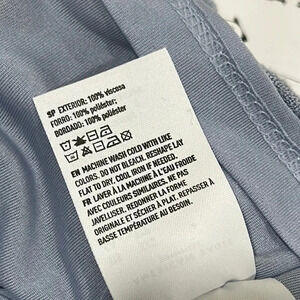 SP EXTERIOR: 100% viscosa
FORRO: 100% poliéster;
BORDADO: 100% poliéster
EN MACHINE WASH COLD WITH LIKE
COLORS. DO NOT BLEACH. RESHAPE LAY
FLAT TO DRY. COOL IRON IF NEEDED.
FR LAVER À LA MACHINE À L'EAU FROIDE
AVEC COULEURS SIMILAIRES. NE PAS
JAVELLISER. REDONNER LA FORME
ORIGINALE ET SÉCHER À PLAT. REPASSER À
BASSE TEMPÉRATURE AU BESOIN.